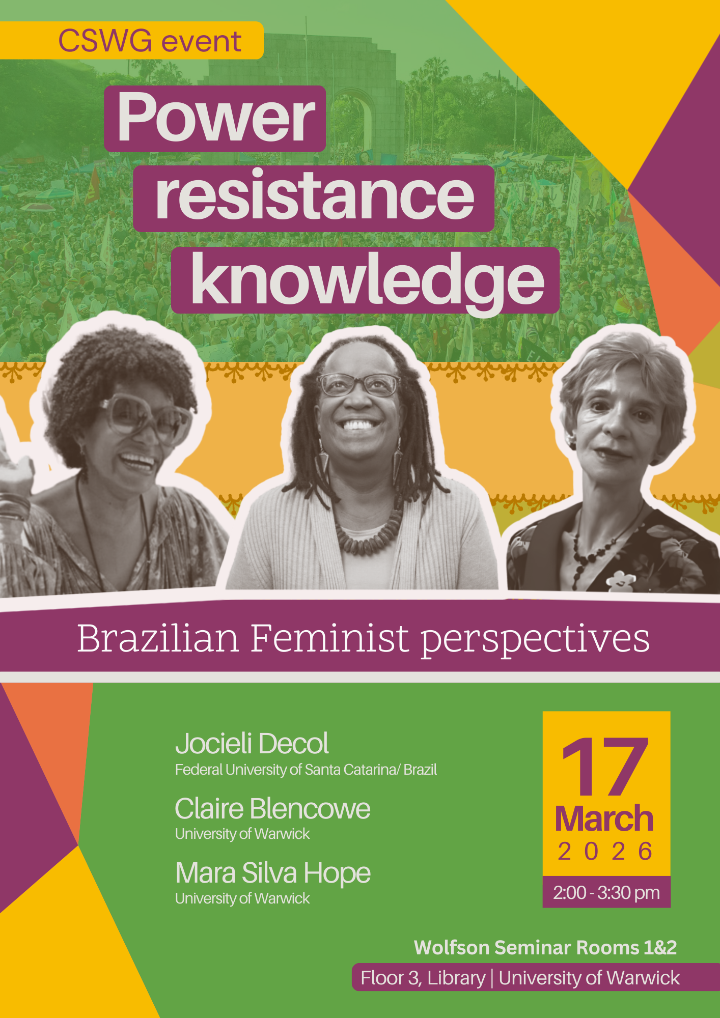 CSWG event
Power
resistance
knowledge
Brazilian Feminist perspectives
Jocieli Decol
Federal University of Santa Catarina/ Brazil
Claire Blencowe
University of Warwick
Mara Silva Hope
University of Warwick
17
March
2026
2:00 - 3:30 pm
Wolfson Seminar Rooms 1&2
Floor 3, Library | University of Warwick